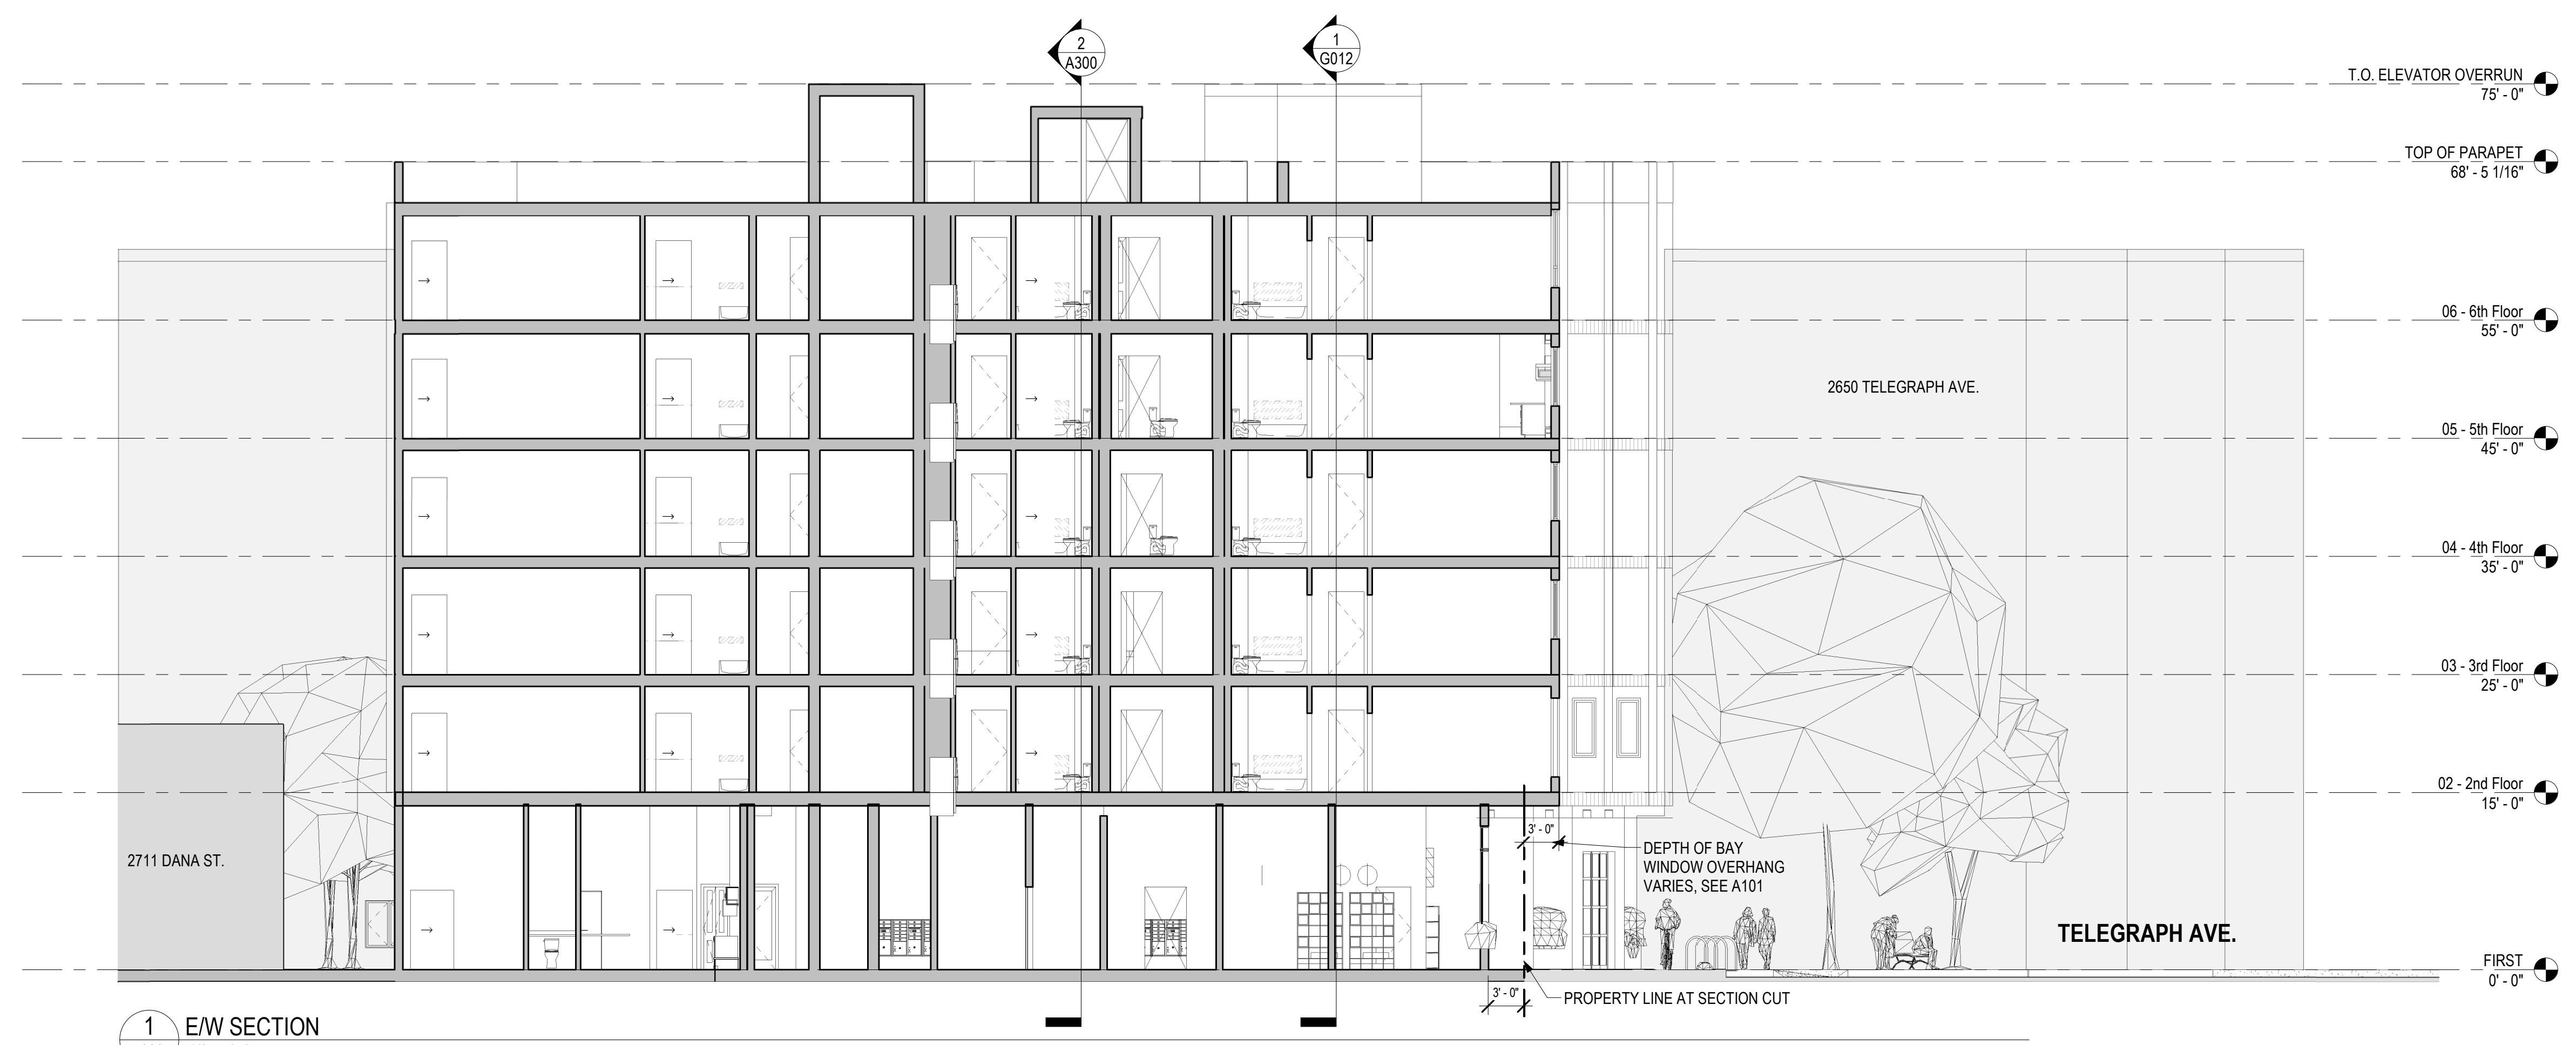 2
A300
1
G012
T.O. ELEVATOR OVERRUN
75' - 0"
TOP OF PARAPET
68' - 5 1/16"
06 - 6th Floor
55' - 0"
2650 TELEGRAPH AVE.
05 - 5th Floor
45' - 0"
04 - 4th Floor
35' - 0"
03 - 3rd Floor
25' - 0"
02 - 2nd Floor
15' - 0"
3' - 0"
DEPTH OF BAY
WINDOW OVERHANG
VARIES, SEE A101
2711 DANA ST.
TELEGRAPH AVE.
FIRST
0' - 0"
3' - 0"
PROPERTY LINE AT SECTION CUT
1
E/W SECTION